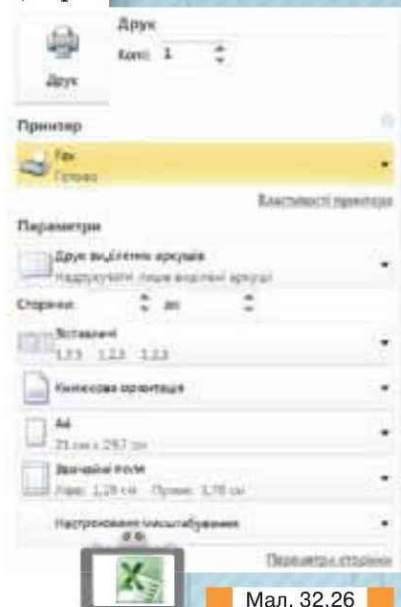 Друк
Копії: 1
Друк
Принтер
Fax
Готово
Властивості принтера
Параметри
Друк виділених аркушів
Надрукувати лише виділені аркуші
Сторінки: до
Вставлені
1,2,3 1,2,3 1,2,3
Книжкова орієнтація
A4
21 см x 29,7 см
Звичайні поля
Ліве: 1,78 см Праве: 1,78 см
Настроюване масштабування
Параметри сторінки
Мал. 32.26